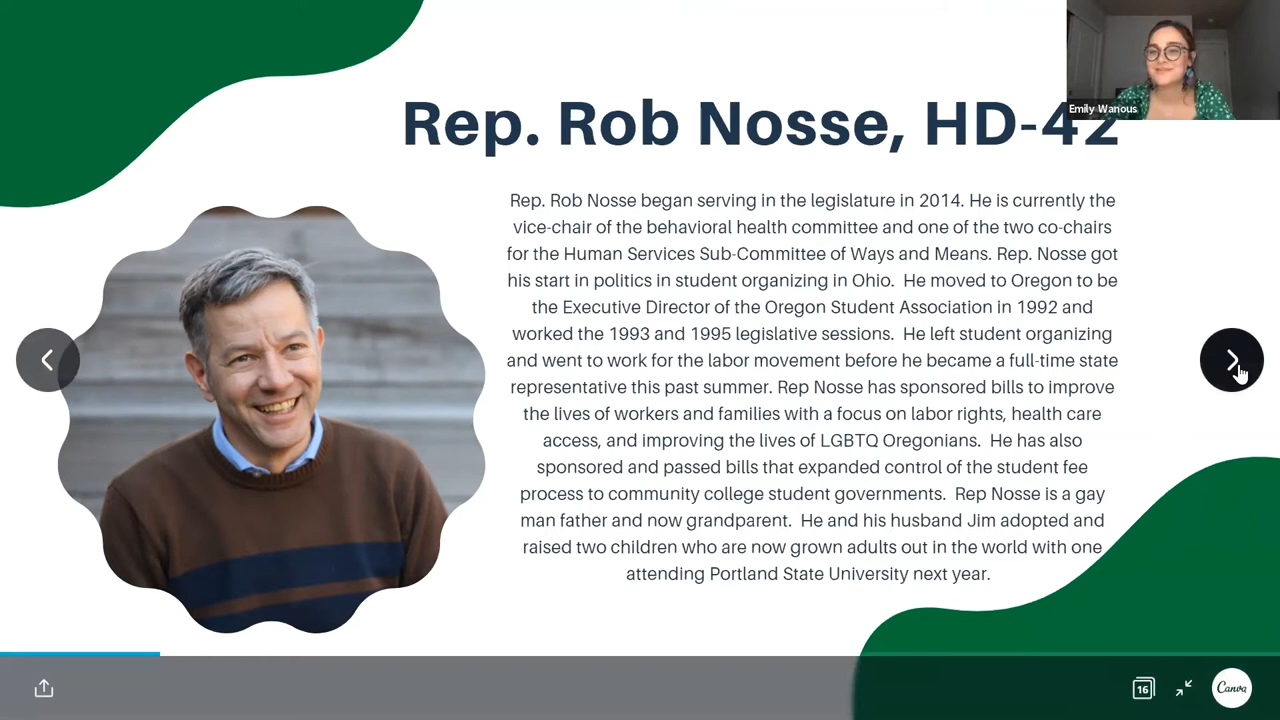 Emily Wanous
Rep. Rob Nosse, HD-42
Rep. Rob Nosse began serving in the legislature in 2014. He is currently the
vice-chair of the behavioral health committee and one of the two co-chairs
for the Human Services Sub-Committee of Ways and Means. Rep. Nosse got
his start in politics in student organizing in Ohio.  He moved to Oregon to be
the Executive Director of the Oregon Student Association in 1992 and
worked the 1993 and 1995 legislative sessions.  He left student organizing
and went to work for the labor movement before he became a full-time state
representative this past summer. Rep Nosse has sponsored bills to improve
the lives of workers and families with a focus on labor rights, health care
access, and improving the lives of LGBTQ Oregonians.  He has also
sponsored and passed bills that expanded control of the student fee
process to community college student governments.  Rep Nosse is a gay
man father and now grandparent.  He and his husband Jim adopted and
raised two children who are now grown adults out in the world with one
attending Portland State University next year.
16
Canva